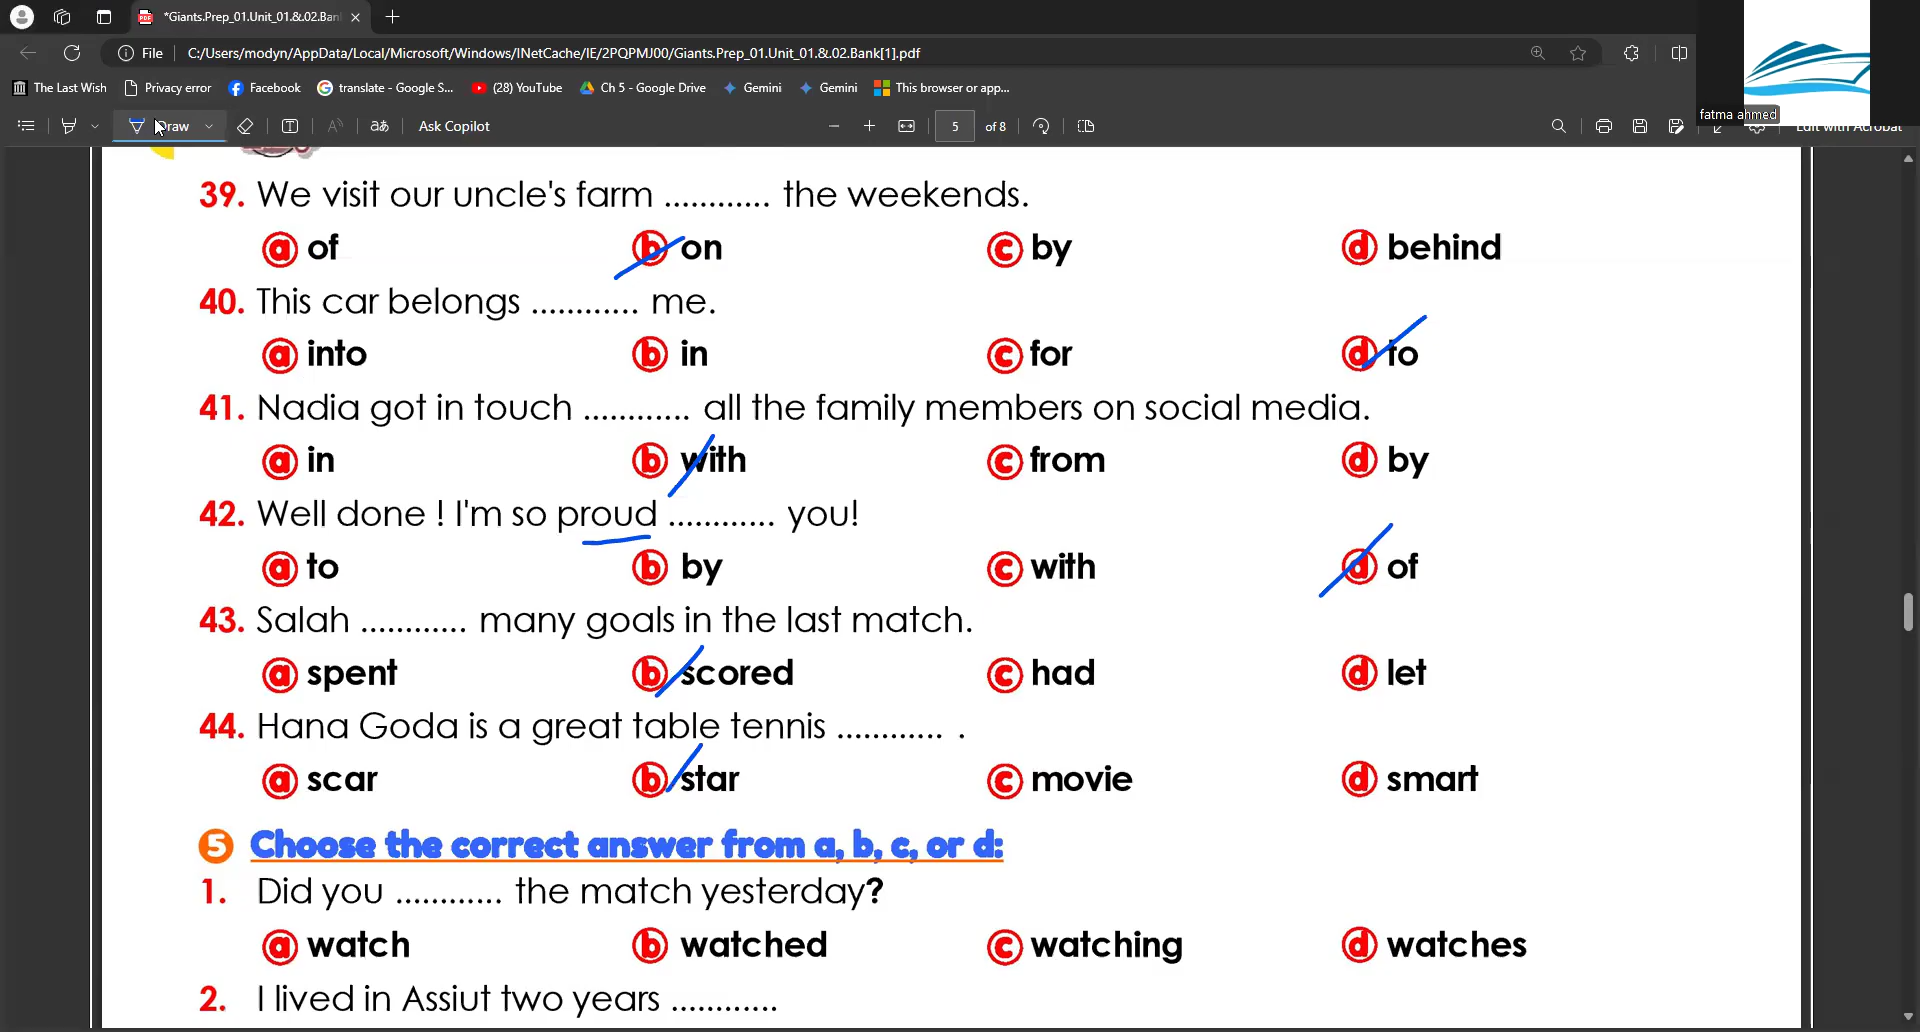 *Giants.Prep_01.Unit_01.&.02.Ban
File C:/Users/modyn/AppData/Local/Microsoft/Windows/INetCache/IE/2PQPMJ00/Giants.Prep_01.Unit_01.&.02.Bank[1].pdf
The Last Wish Privacy error Facebook translate - Google S... (28) YouTube Ch 5 - Google Drive Gemini Gemini This browser or app...
fatma ahmed
Draw Ask Copilot 5 of 8 Edit with Acrobat
39. We visit our uncle's farm ............ the weekends.
a of b on c by d behind
40. This car belongs ............ me.
a into b in c for d to
41. Nadia got in touch ............ all the family members on social media.
a in b with c from d by
42. Well done ! I'm so proud ............ you!
a to b by c with d of
43. Salah ............ many goals in the last match.
a spent b scored c had d let
44. Hana Goda is a great table tennis ............ .
a scar b star c movie d smart
5 Choose the correct answer from a, b, c, or d:
1. Did you ............ the match yesterday?
a watch b watched c watching d watches
2. I lived in Assiut two years ............